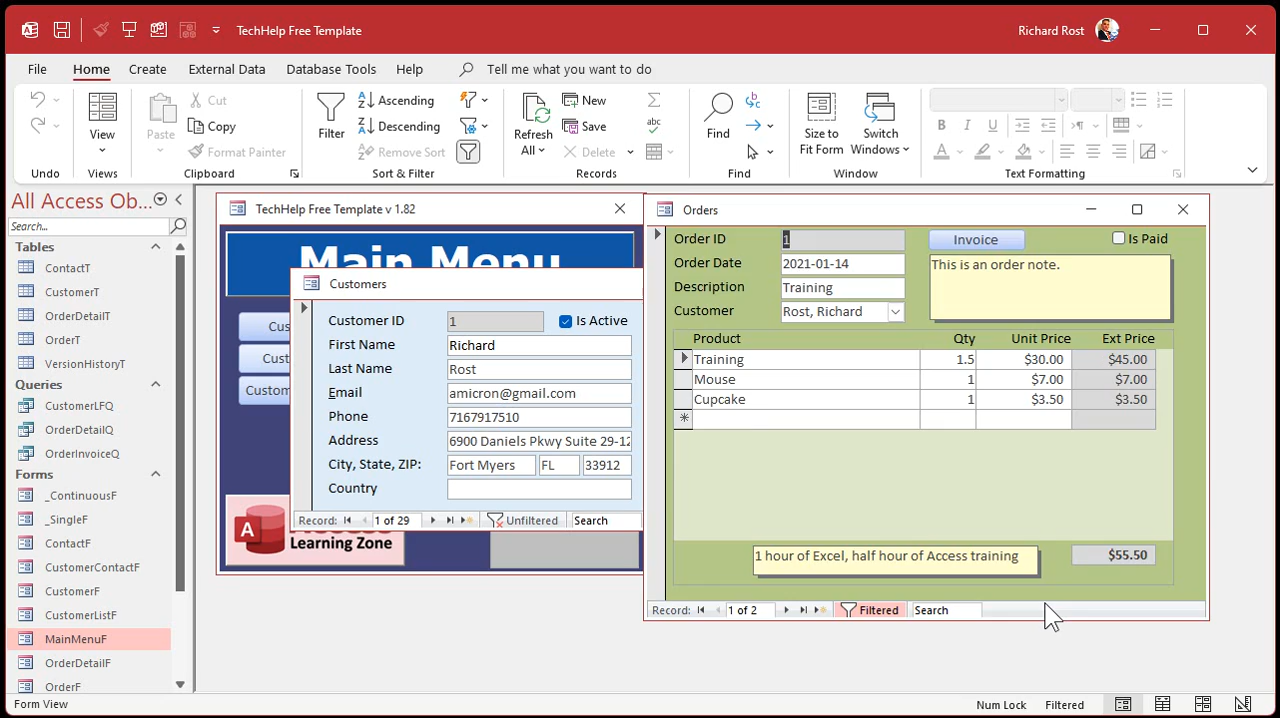 TechHelp Free Template
Richard Rost
File Home Create External Data Database Tools Help Tell me what you want to do
View
Paste
Cut
Copy
Format Painter
Filter
Ascending
Descending
Remove Sort
Refresh All
New
Save
Delete
Find
Size to Fit Form
Switch Windows
Undo Views Clipboard Sort & Filter Records Find Window Text Formatting
All Access Ob...
Search...
Tables
ContactT
CustomerT
OrderDetailT
OrderT
VersionHistoryT
Queries
CustomerLFQ
OrderDetailQ
OrderInvoiceQ
Forms
_ContinuousF
_SingleF
ContactF
CustomerContactF
CustomerF
CustomerListF
MainMenuF
OrderDetailF
OrderF
TechHelp Free Template v 1.82
Main Menu
Cus
Cust
Custom
Access
Learning Zone
Customers
Customer ID 1 Is Active
First Name Richard
Last Name Rost
Email amicron@gmail.com
Phone 7167917510
Address 6900 Daniels Pkwy Suite 29-12
City, State, ZIP: Fort Myers FL 33912
Country
Record: 1 of 29 Unfiltered Search
Orders
Order ID 1 Invoice Is Paid
Order Date 2021-01-14 This is an order note.
Description Training
Customer Rost, Richard
Product Qty Unit Price Ext Price
Training 1.5 $30.00 $45.00
Mouse 1 $7.00 $7.00
Cupcake 1 $3.50 $3.50
1 hour of Excel, half hour of Access training $55.50
Record: 1 of 2 Filtered Search
Form View Num Lock Filtered